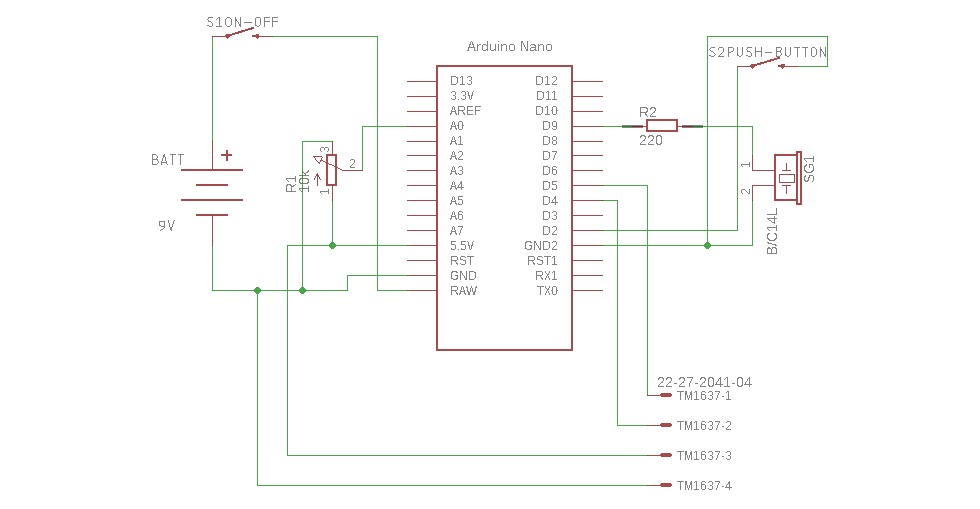 S1ON-OFF
Arduino Nano
S2PUSH-BUTTON
D13
3.3V
AREF
A0
A1
A2
A3
A4
A5
A6
A7
5.5V
RST
GND
RAW
D12
D11
D10
D9
D8
D7
D6
D5
D4
D3
D2
GND2
RST1
RX1
TX0
BATT
+
9V
R1
10k
3
2
1
R2
220
1
2
SG1
B/C14L
22-27-2041-04
TM1637-1
TM1637-2
TM1637-3
TM1637-4